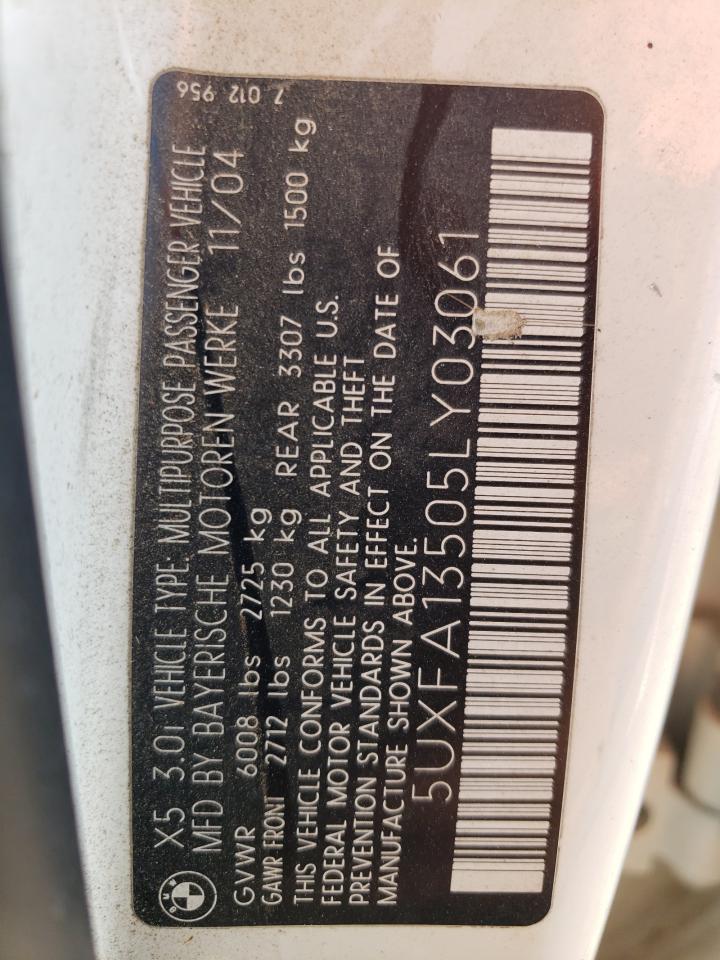 7 012 956
X5 3.0i VEHICLE TYPE: MULTIPURPOSE PASSENGER VEHICLE
MFD BY BAYERISCHE MOTOREN WERKE 11/04
GVWR 6008 lbs 2725 kg
GAWR FRONT 2712 lbs 1230 kg REAR 3307 lbs 1500 kg
THIS VEHICLE CONFORMS TO ALL APPLICABLE U.S.
FEDERAL MOTOR VEHICLE SAFETY AND THEFT
PREVENTION STANDARDS IN EFFECT ON THE DATE OF
MANUFACTURE SHOWN ABOVE.
5UXFA13505LY03061
BMW